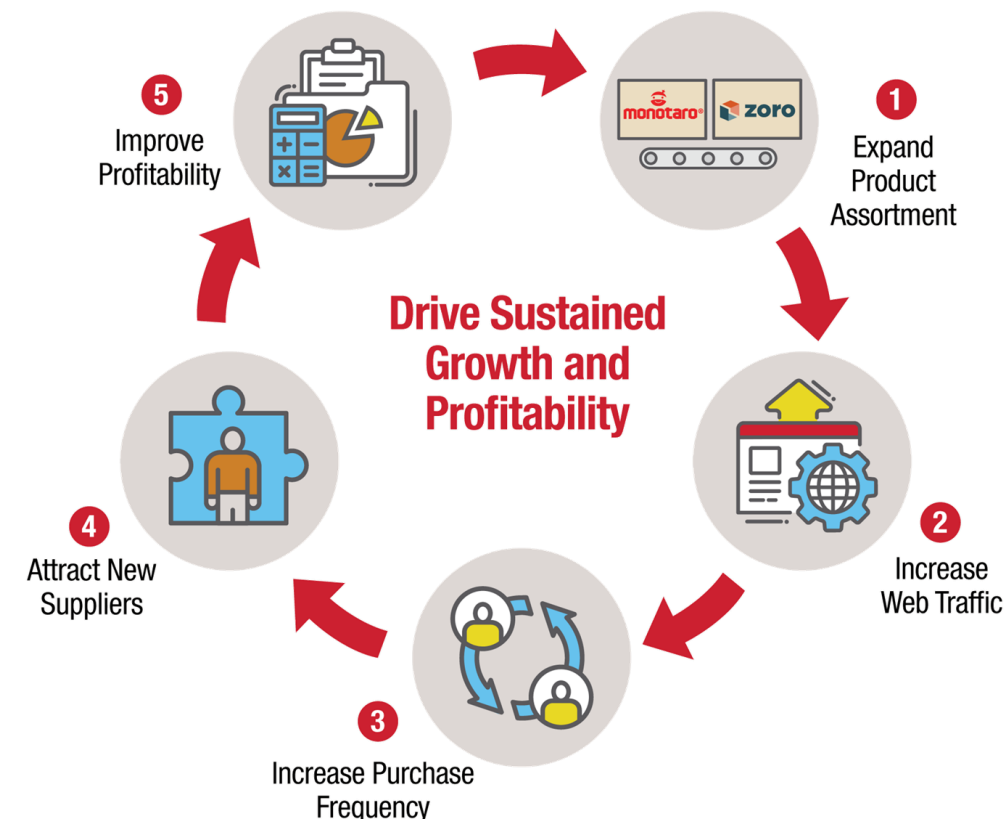 5
Improve
Profitability
monotaro®
zoro
1
Expand
Product
Assortment
Drive Sustained
Growth and
Profitability
4
Attract New
Suppliers
2
Increase
Web Traffic
3
Increase Purchase
Frequency